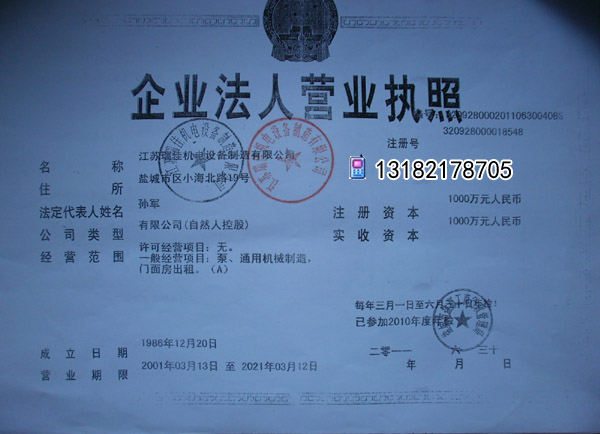 企业法人营业执照
编号: 320928000201106300406S
320928000018548
注册号
13182178705
名称 江苏瑞佳机电设备制造有限公司
住所 盐城市区小海北路19号
法定代表人姓名 孙军
注册资本 1000万元人民币
公司类型 有限公司(自然人控股)
实收资本 1000万元人民币
经营范围 许可经营项目:无。
一般经营项目:泵、通用机械制造,
门面房出租。(A)
每年三月一日至六月三十日年检!
已参加2010年度年检
成立日期 1986年12月20日
营业期限 2001年03月13日 至 2021年03月12日
二〇一一年 六月 三十日